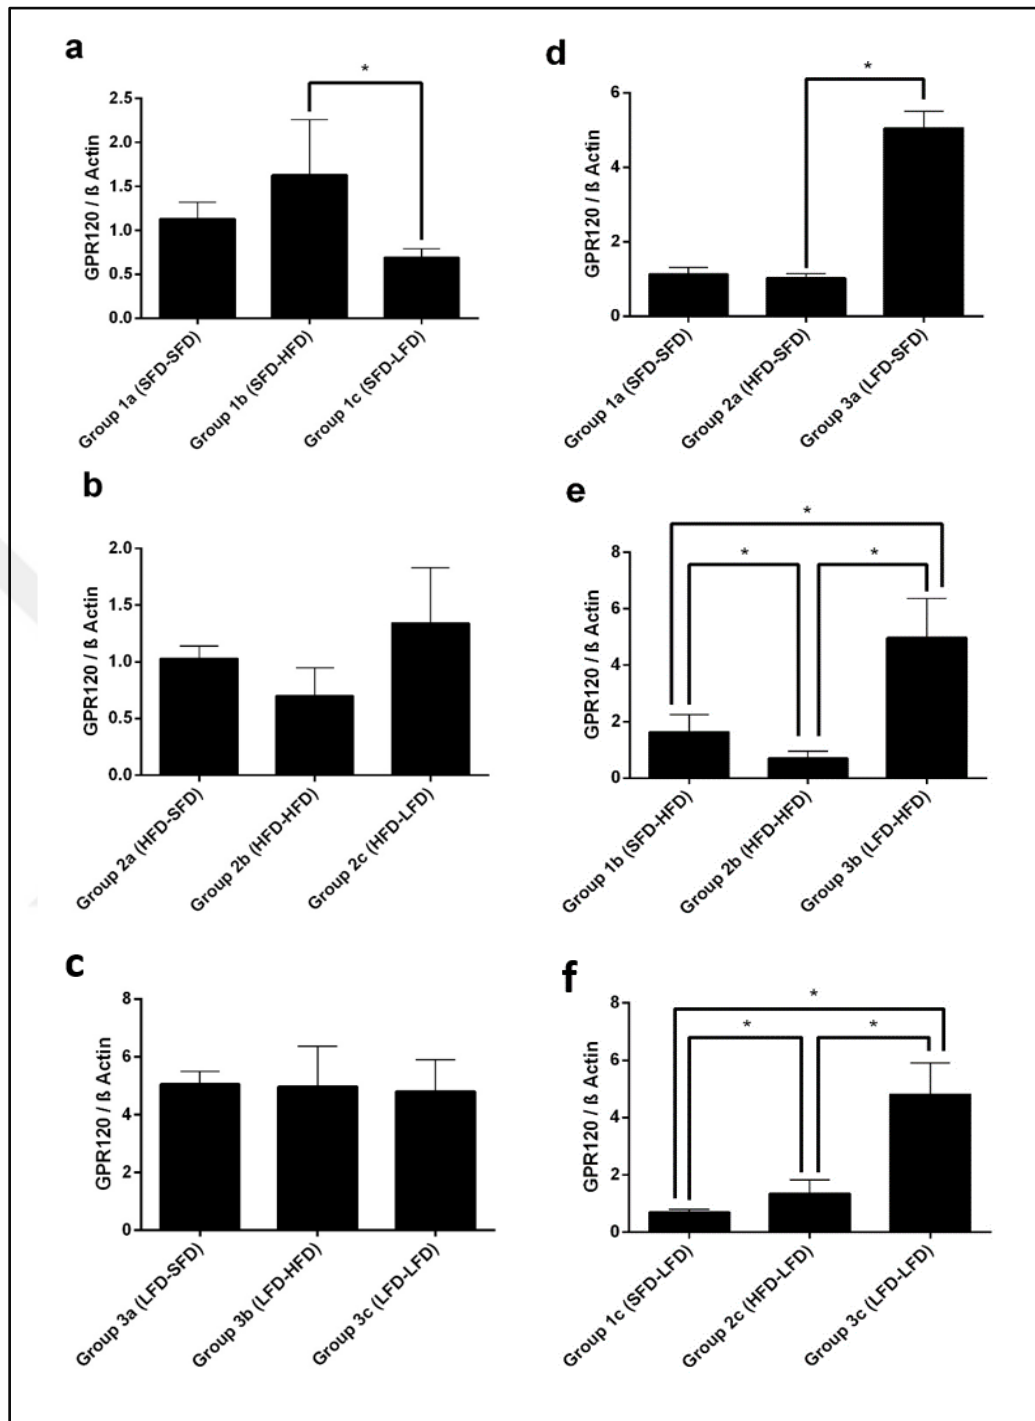 a
*
2.5
2.0
1.5
1.0
0.5
0.0
GPR120 / ß Actin
Group 1a (SFD-SFD)
Group 1b (SFD-HFD)
Group 1c (SFD-LFD)
d
*
6
4
2
0
GPR120 / ß Actin
Group 1a (SFD-SFD)
Group 2a (HFD-SFD)
Group 3a (LFD-SFD)
b
2.0
1.5
1.0
0.5
0.0
GPR120 / ß Actin
Group 2a (HFD-SFD)
Group 2b (HFD-HFD)
Group 2c (HFD-LFD)
e
*
*
*
8
6
4
2
0
GPR120 / ß Actin
Group 1b (SFD-HFD)
Group 2b (HFD-HFD)
Group 3b (LFD-HFD)
c
8
6
4
2
0
GPR120 / ß Actin
Group 3a (LFD-SFD)
Group 3b (LFD-HFD)
Group 3c (LFD-LFD)
f
*
*
*
8
6
4
2
0
GPR120 / ß Actin
Group 1c (SFD-LFD)
Group 2c (HFD-LFD)
Group 3c (LFD-LFD)